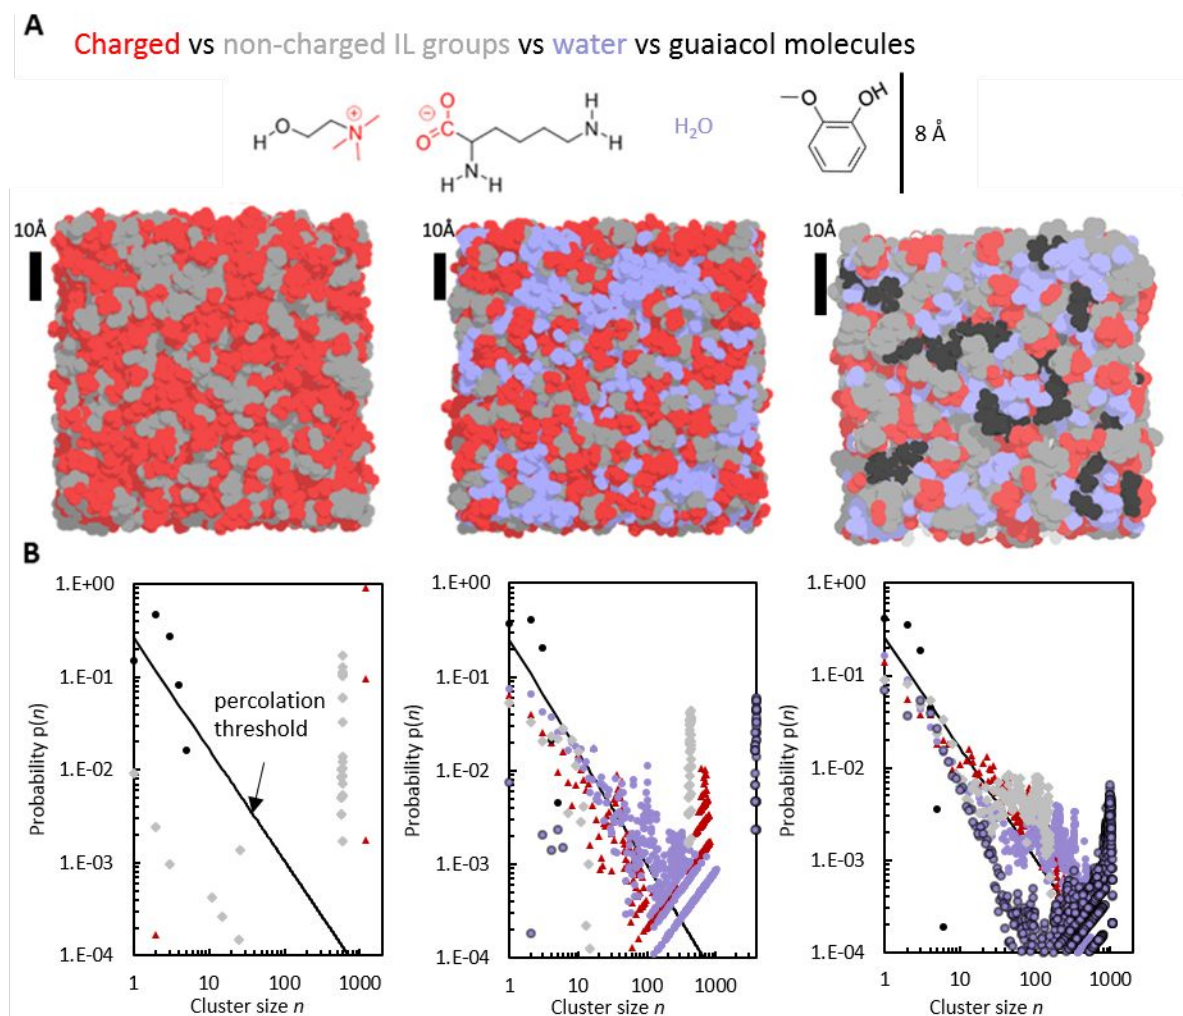 A
Charged vs non-charged IL groups vs water vs guaiacol molecules
H O N ⊕
⊖ O C O N H H H N H
H₂O
O OH
8 Å
10Å
10Å
10Å
B
1.E+00
1.E-01
1.E-02
1.E-03
1.E-04
Probability p(n)
percolation
threshold
1 10 100 1000
Cluster size n
1.E+00
1.E-01
1.E-02
1.E-03
1.E-04
Probability p(n)
1 10 100 1000
Cluster size n
1.E+00
1.E-01
1.E-02
1.E-03
1.E-04
Probability p(n)
1 10 100 1000
Cluster size n